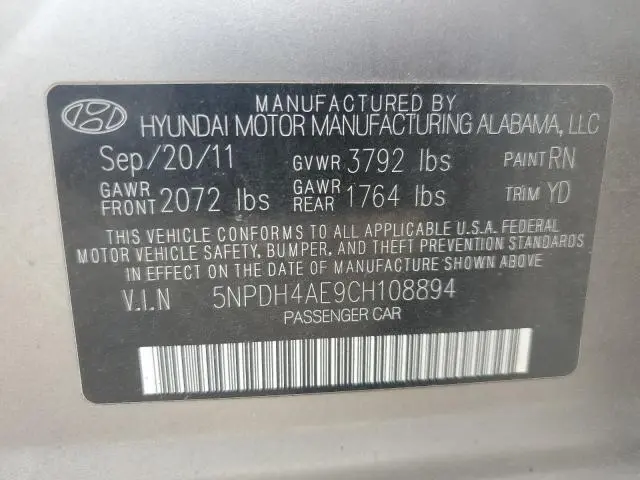 MANUFACTURED BY
HYUNDAI MOTOR MANUFACTURING ALABAMA, LLC
Sep/20/11 GVWR 3792 lbs PAINT RN
GAWR FRONT 2072 lbs GAWR REAR 1764 lbs TRIM YD
THIS VEHICLE CONFORMS TO ALL APPLICABLE U.S.A. FEDERAL
MOTOR VEHICLE SAFETY, BUMPER, AND THEFT PREVENTION STANDARDS
IN EFFECT ON THE DATE OF MANUFACTURE SHOWN ABOVE
V.I.N 5NPDH4AE9CH108894
PASSENGER CAR